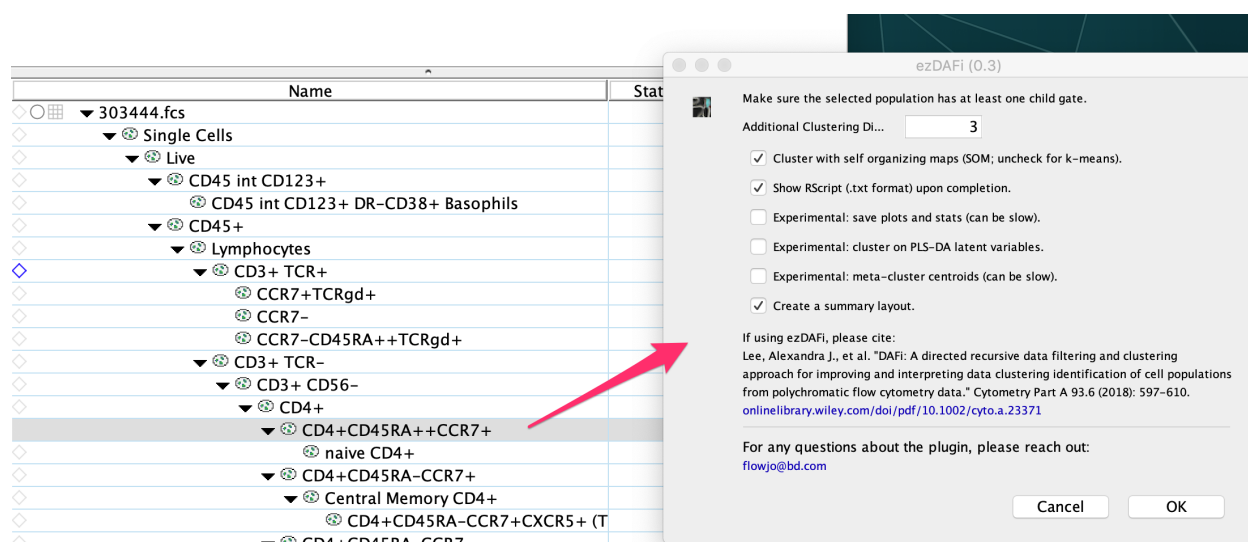 Name
Stat
303444.fcs
Single Cells
Live
CD45 int CD123+
CD45 int CD123+ DR-CD38+ Basophils
CD45+
Lymphocytes
CD3+ TCR+
CCR7+TCRgd+
CCR7-
CCR7-CD45RA++TCRgd+
CD3+ TCR-
CD3+ CD56-
CD4+
CD4+CD45RA++CCR7+
naive CD4+
CD4+CD45RA-CCR7+
Central Memory CD4+
CD4+CD45RA-CCR7+CXCR5+ (T
CD4+CD45RA-CCR7-
ezDAFi (0.3)
Make sure the selected population has at least one child gate.
Additional Clustering Di... 3
Cluster with self organizing maps (SOM; uncheck for k-means).
Show RScript (.txt format) upon completion.
Experimental: save plots and stats (can be slow).
Experimental: cluster on PLS-DA latent variables.
Experimental: meta-cluster centroids (can be slow).
Create a summary layout.
If using ezDAFi, please cite:
Lee, Alexandra J., et al. "DAFi: A directed recursive data filtering and clustering
approach for improving and interpreting data clustering identification of cell populations
from polychromatic flow cytometry data." Cytometry Part A 93.6 (2018): 597-610.
onlinelibrary.wiley.com/doi/pdf/10.1002/cyto.a.23371
For any questions about the plugin, please reach out:
flowjo@bd.com
Cancel
OK